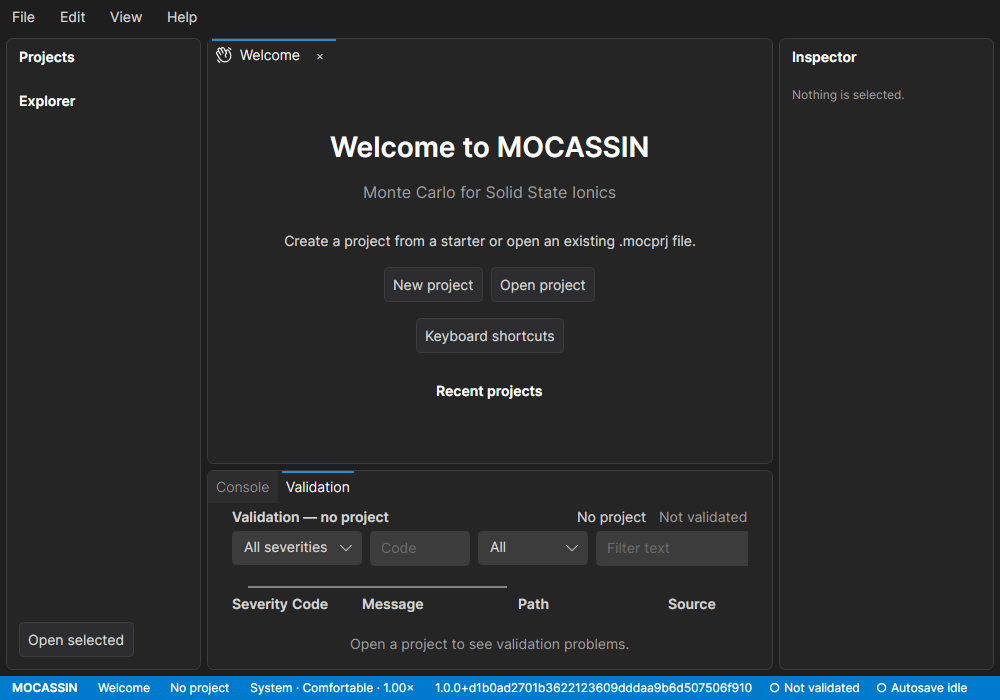 File Edit View Help
Projects
Explorer
Open selected
Welcome ×
Welcome to MOCASSIN
Monte Carlo for Solid State Ionics
Create a project from a starter or open an existing .mocprj file.
New project Open project
Keyboard shortcuts
Recent projects
Console Validation
Validation — no project No project Not validated
All severities Code All Filter text
Severity Code Message Path Source
Open a project to see validation problems.
Inspector
Nothing is selected.
MOCASSIN Welcome No project System · Comfortable · 1.00× 1.0.0+d1b0ad2701b3622123609dddaa9b6d507506f910 Not validated Autosave idle